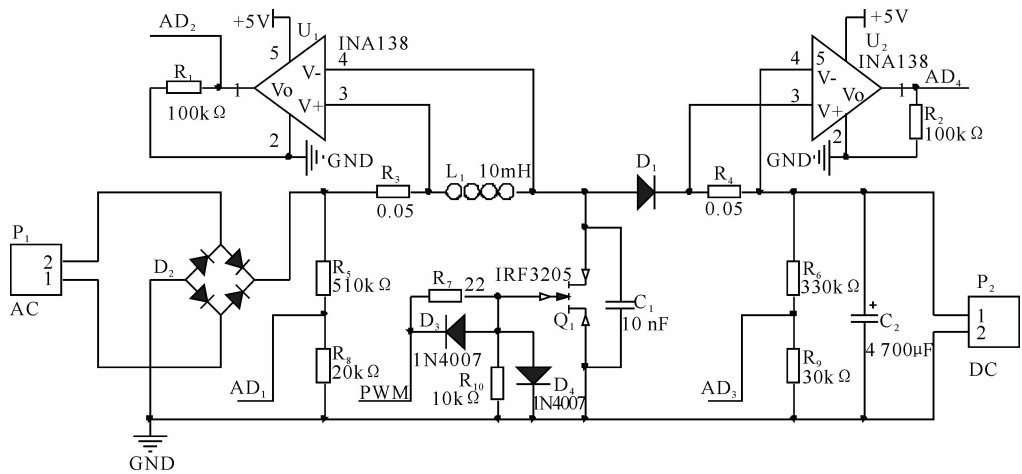 AD₂
+5V
U₁
INA138
5
4
V-
R₁
1
Vo
3
V+
100kΩ
2
GND
+5V
U₂
INA138
4
5
V-
1
AD₄
Vo
3
V+
R₂
100kΩ
2
GND
L₁
10mH
D₁
R₃
0.05
R₄
0.05
P₁
2
1
AC
D₂
R₅
510kΩ
R₇
22
IRF3205
Q₁
C₁
10 nF
R₆
330kΩ
P₂
1
2
DC
C₂
+
4 700μF
D₃
1N4007
R₈
20kΩ
R₁₀
10kΩ
D₄
1N4007
R₉
30kΩ
AD₁
PWM
AD₃
GND